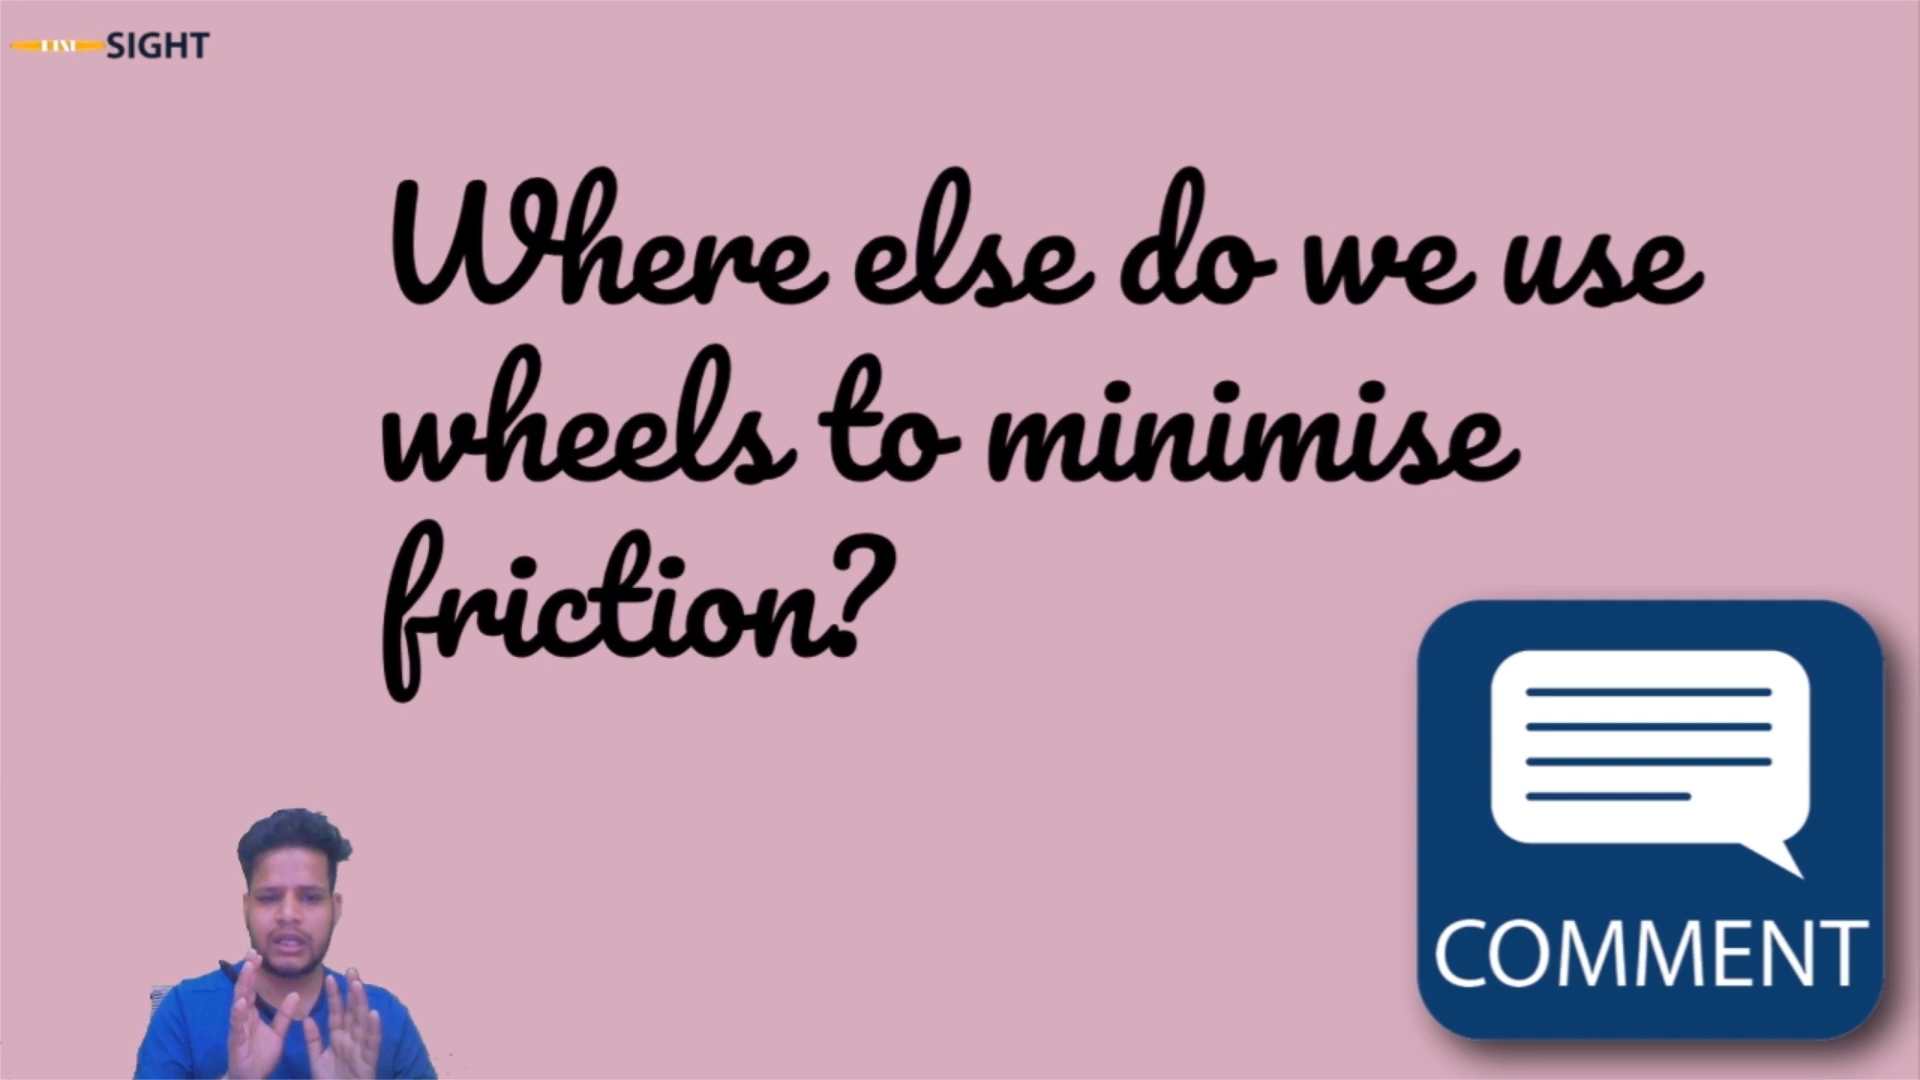 SIGHT
Where else do we use
wheels to minimise
friction?
COMMENT